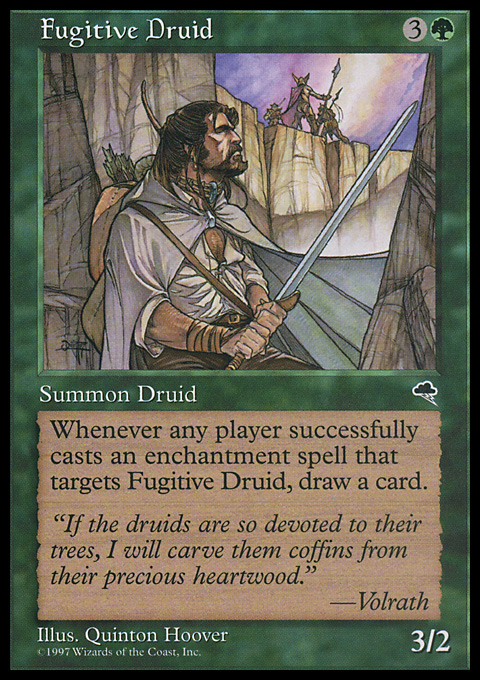 Fugitive Druid 3
Summon Druid
Whenever any player successfully
casts an enchantment spell that
targets Fugitive Druid, draw a card.
“If the druids are so devoted to their
trees, I will carve them coffins from
their precious heartwood.”
—Volrath
Illus. Quinton Hoover
©1997 Wizards of the Coast, Inc.
3/2